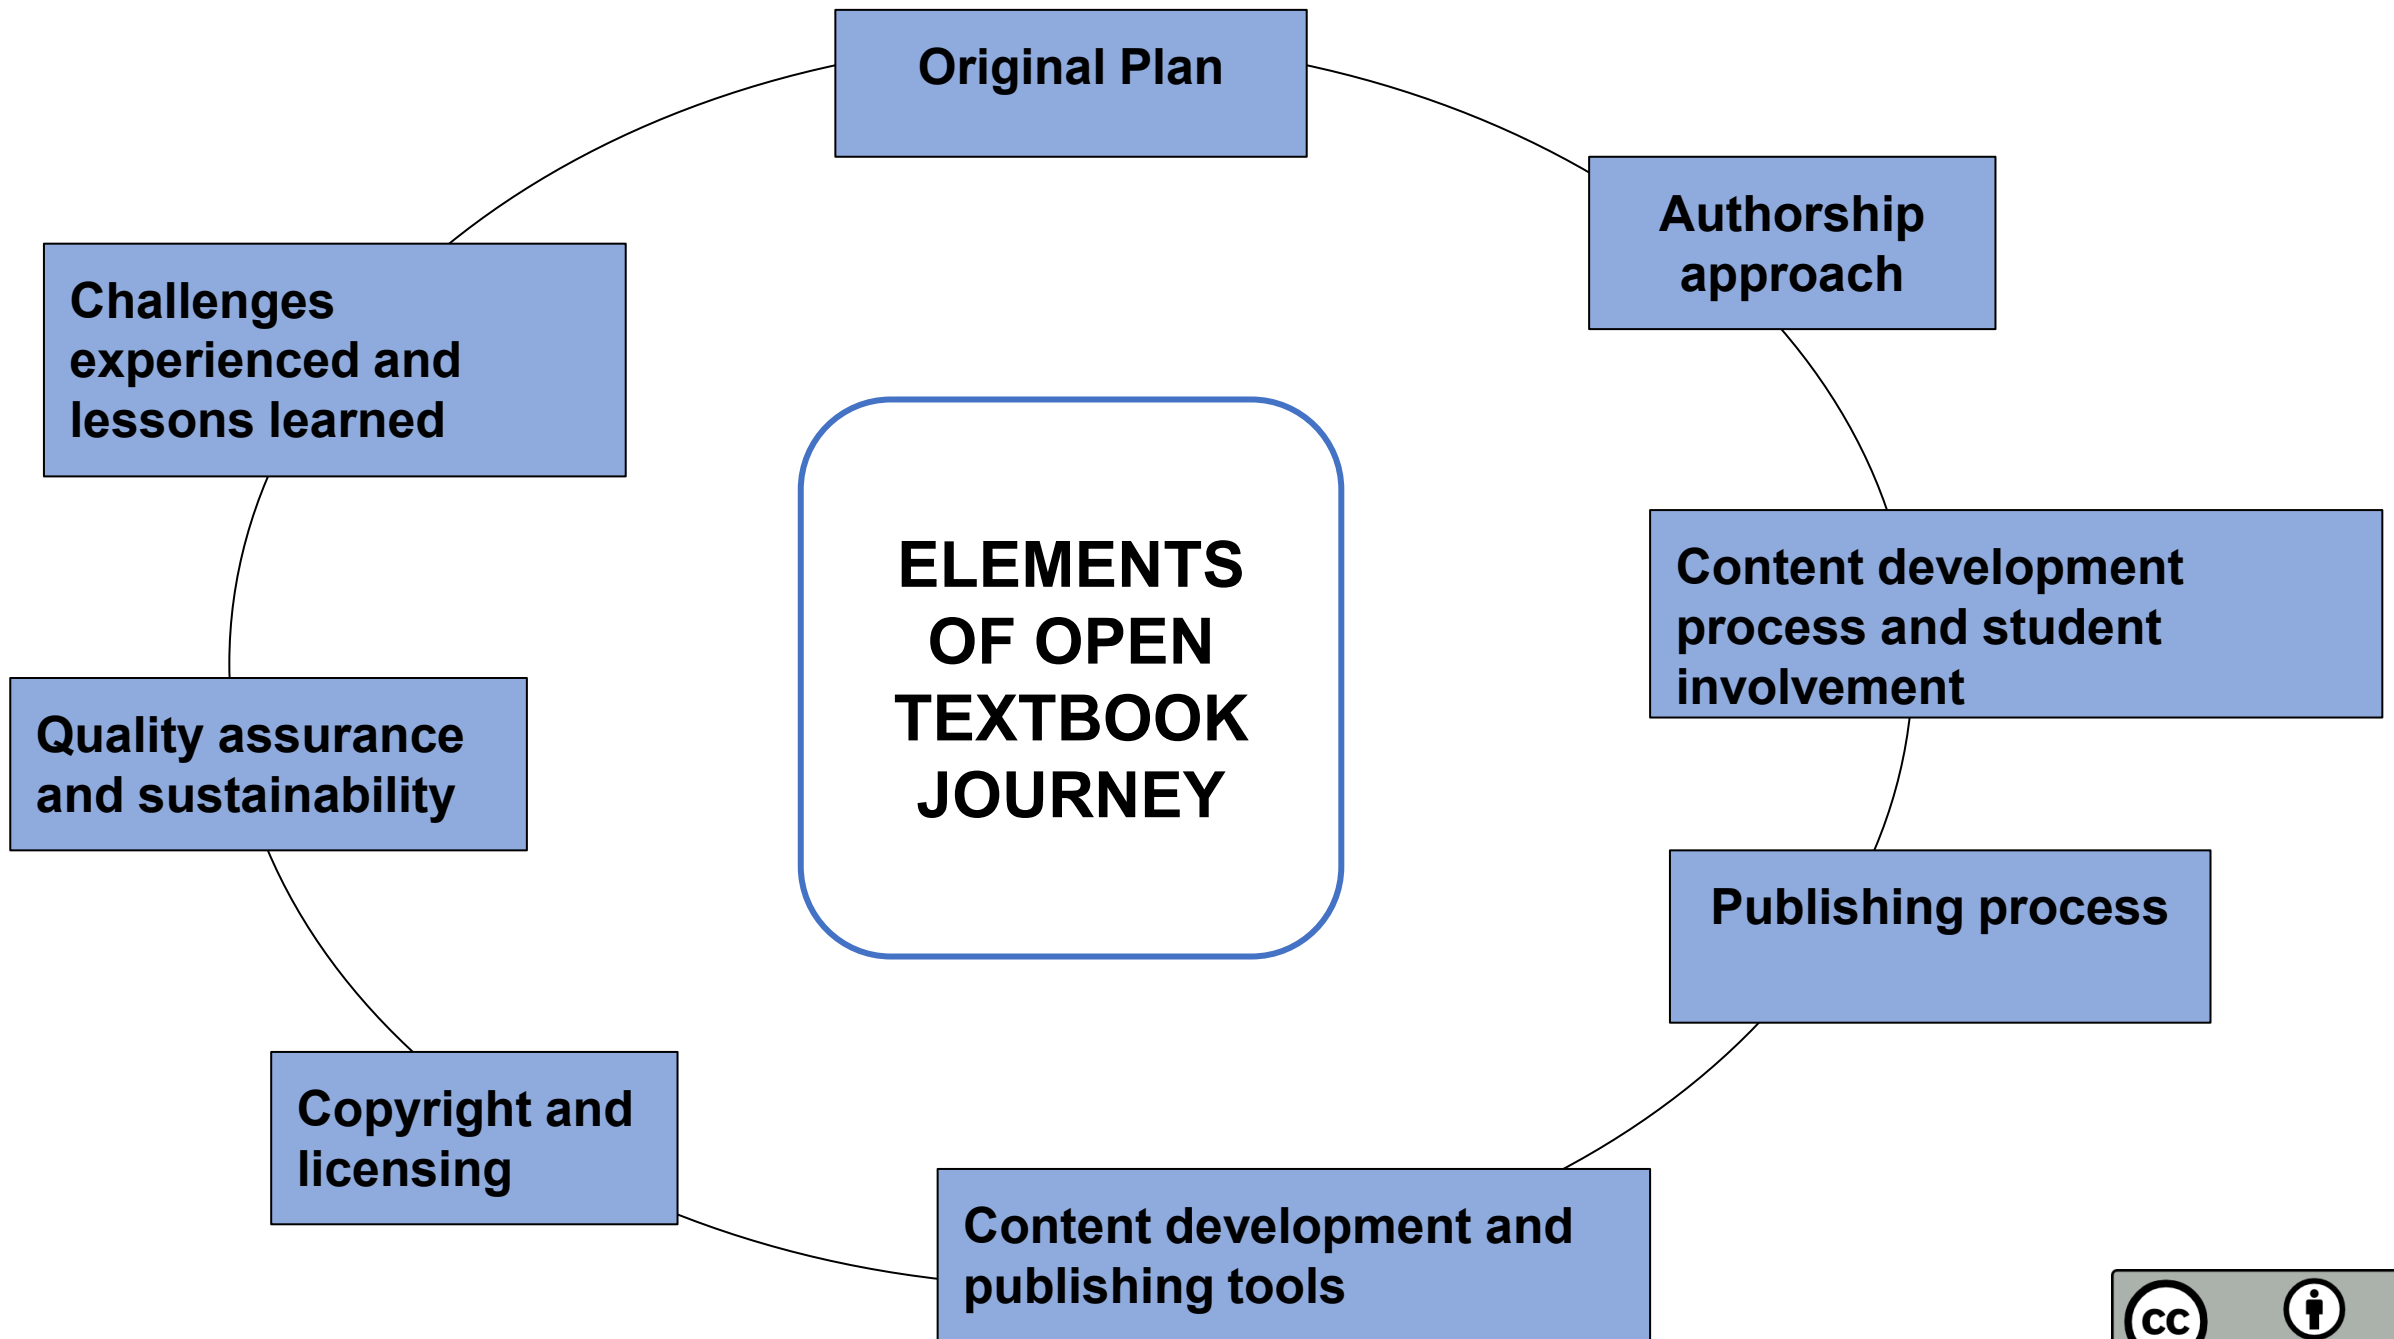 Original Plan
Authorship
approach
Challenges
experienced and
lessons learned
ELEMENTS
OF OPEN
TEXTBOOK
JOURNEY
Content development
process and student
involvement
Quality assurance
and sustainability
Publishing process
Copyright and
licensing
Content development and
publishing tools
cc